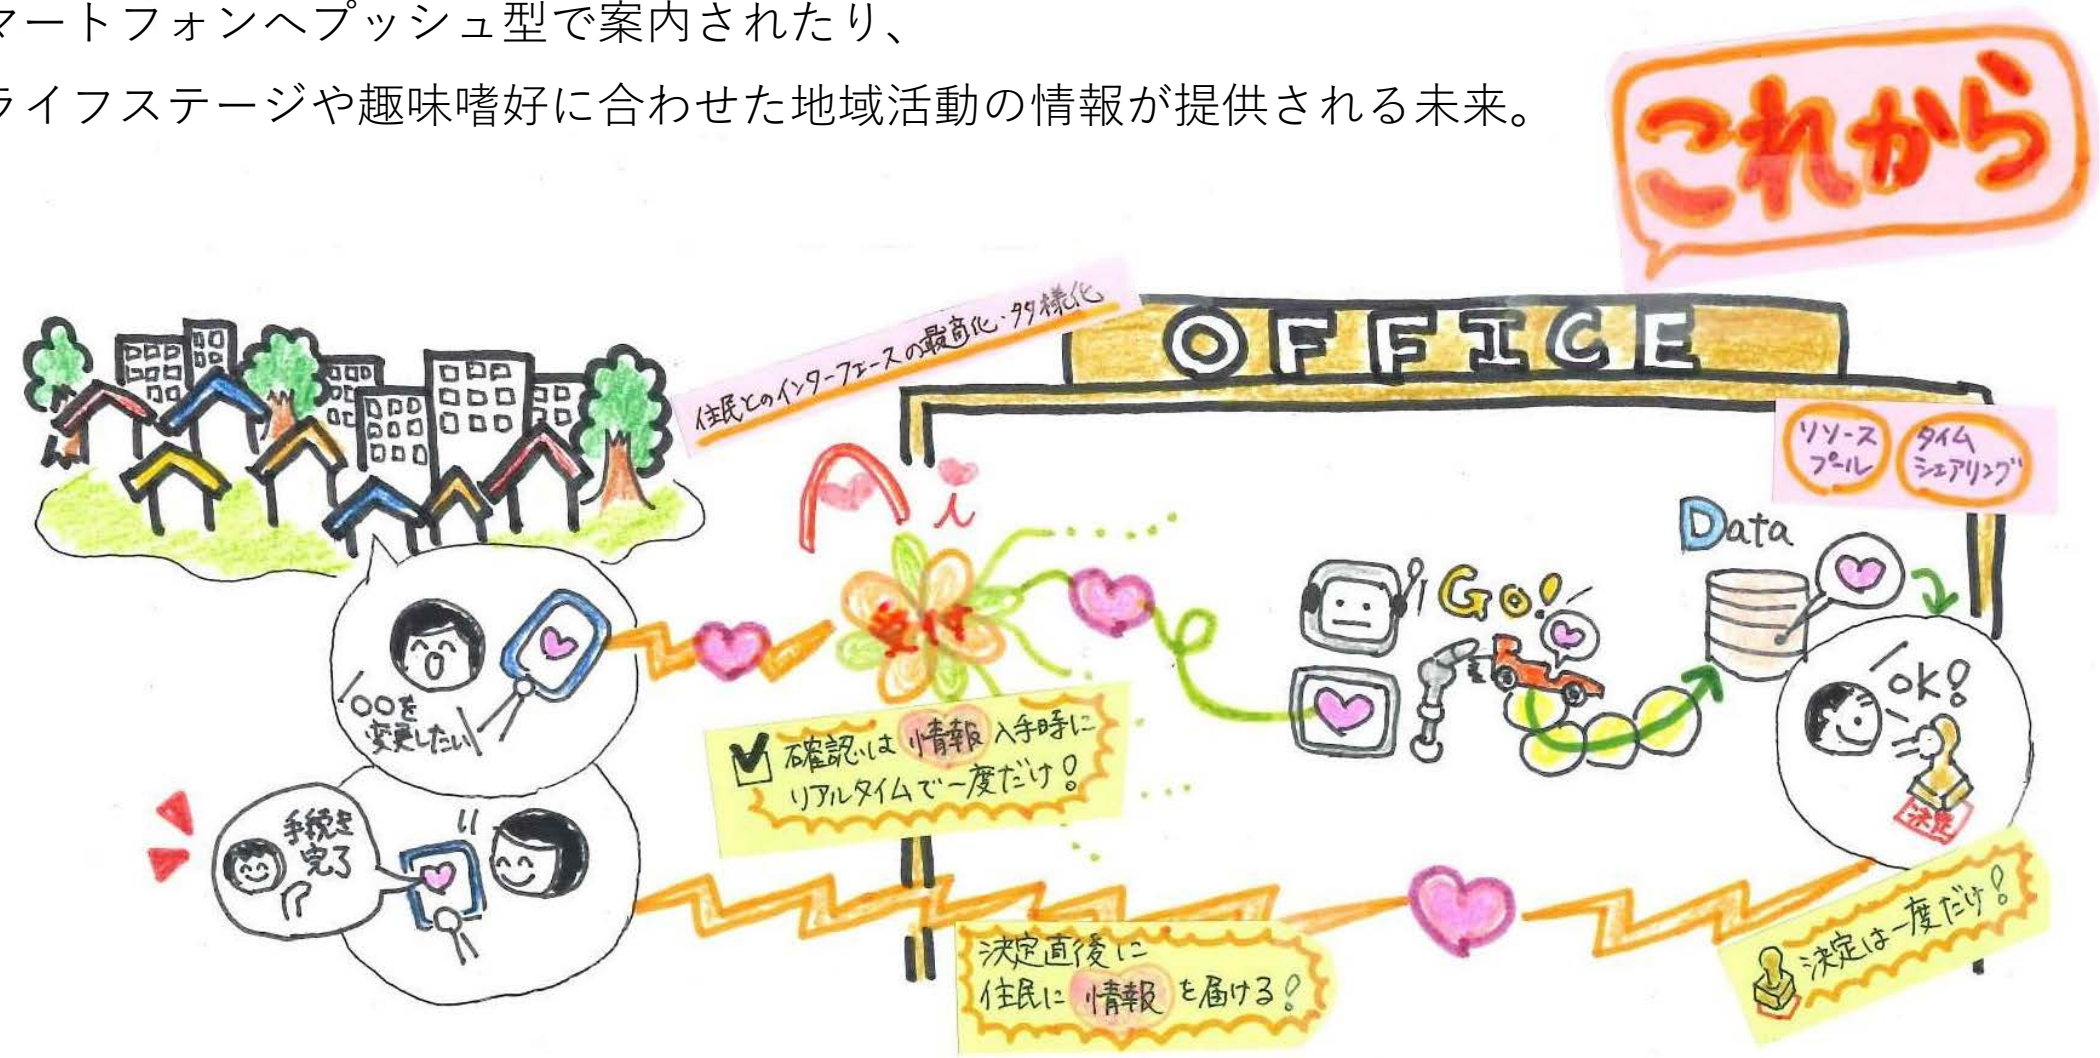 マートフォンへプッシュ型で案内されたり、
ライフステージや趣味嗜好に合わせた地域活動の情報が提供される未来。
これから
住民とのインターフェースの最適化・多様化
OFFICE
リソース
プール
タイム
シェアリング
Ai
Data
Go!
受付
OK!
〇〇を
変更したい
確認は情報入手時に
リアルタイムで一度だけ!
決定
手続き
完了
決定は一度だけ!
決定直後に
住民に情報を届ける!